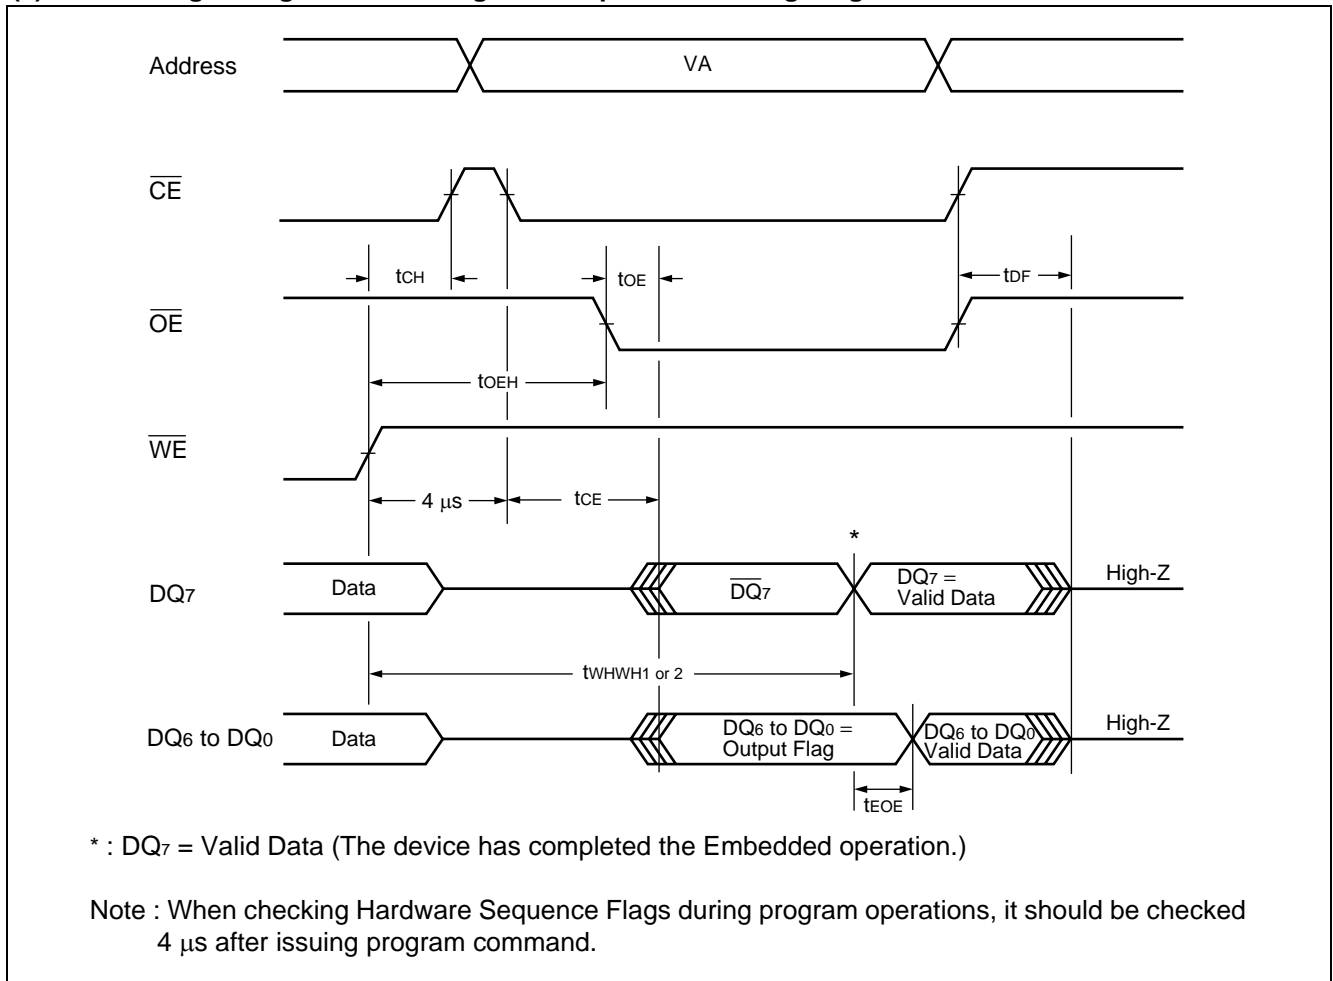 Address
VA
CE
tCH
tOE
tDF
OE
tOEH
WE
4 μs
tCE
*
DQ7
Data
DQ7
DQ7 =
Valid Data
High-Z
tWHWH1 or 2
DQ6 to DQ0
Data
DQ6 to DQ0 =
Output Flag
DQ6 to DQ0
Valid Data
High-Z
tEOE
* : DQ7 = Valid Data (The device has completed the Embedded operation.)
Note : When checking Hardware Sequence Flags during program operations, it should be checked
4 μs after issuing program command.